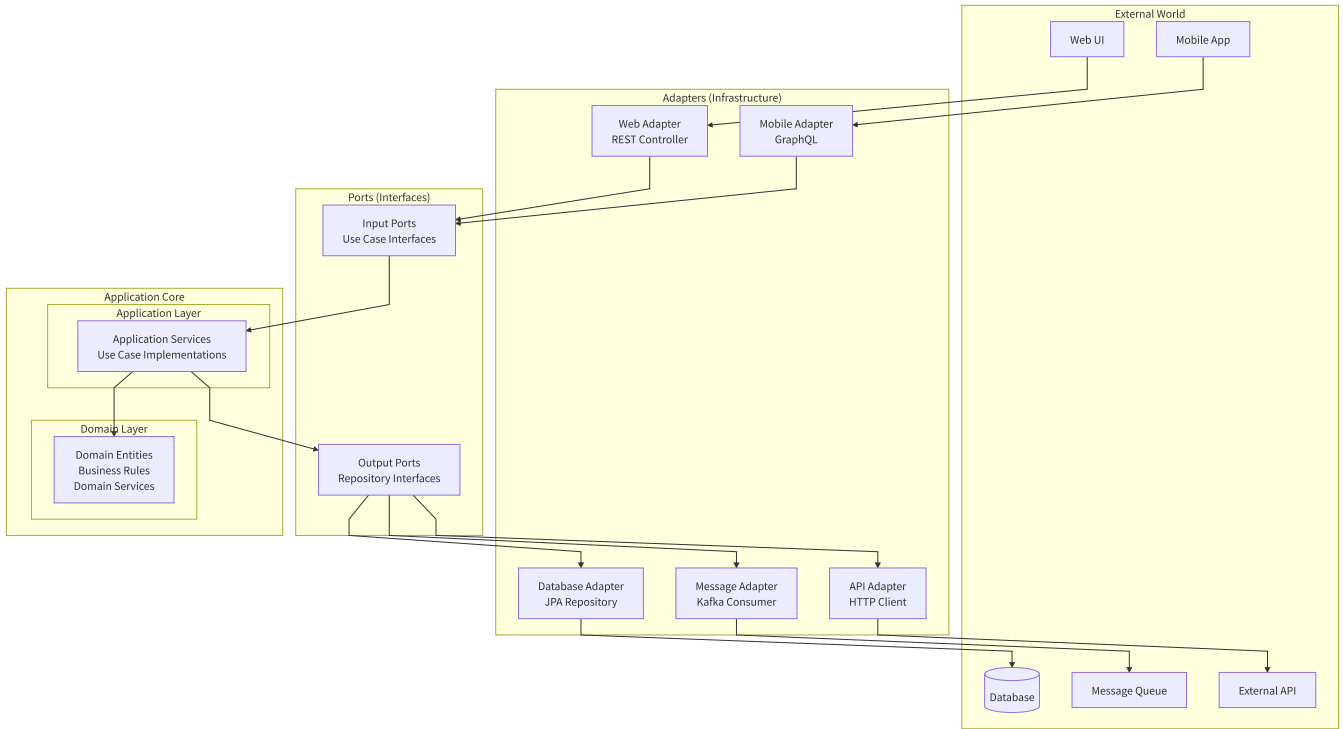 External World
Web UI
Mobile App
Adapters (Infrastructure)
Web Adapter
REST Controller
Mobile Adapter
GraphQL
Ports (Interfaces)
Input Ports
Use Case Interfaces
Application Core
Application Layer
Application Services
Use Case Implementations
Domain Layer
Domain Entities
Business Rules
Domain Services
Output Ports
Repository Interfaces
Database Adapter
JPA Repository
Message Adapter
Kafka Consumer
API Adapter
HTTP Client
Database
Message Queue
External API